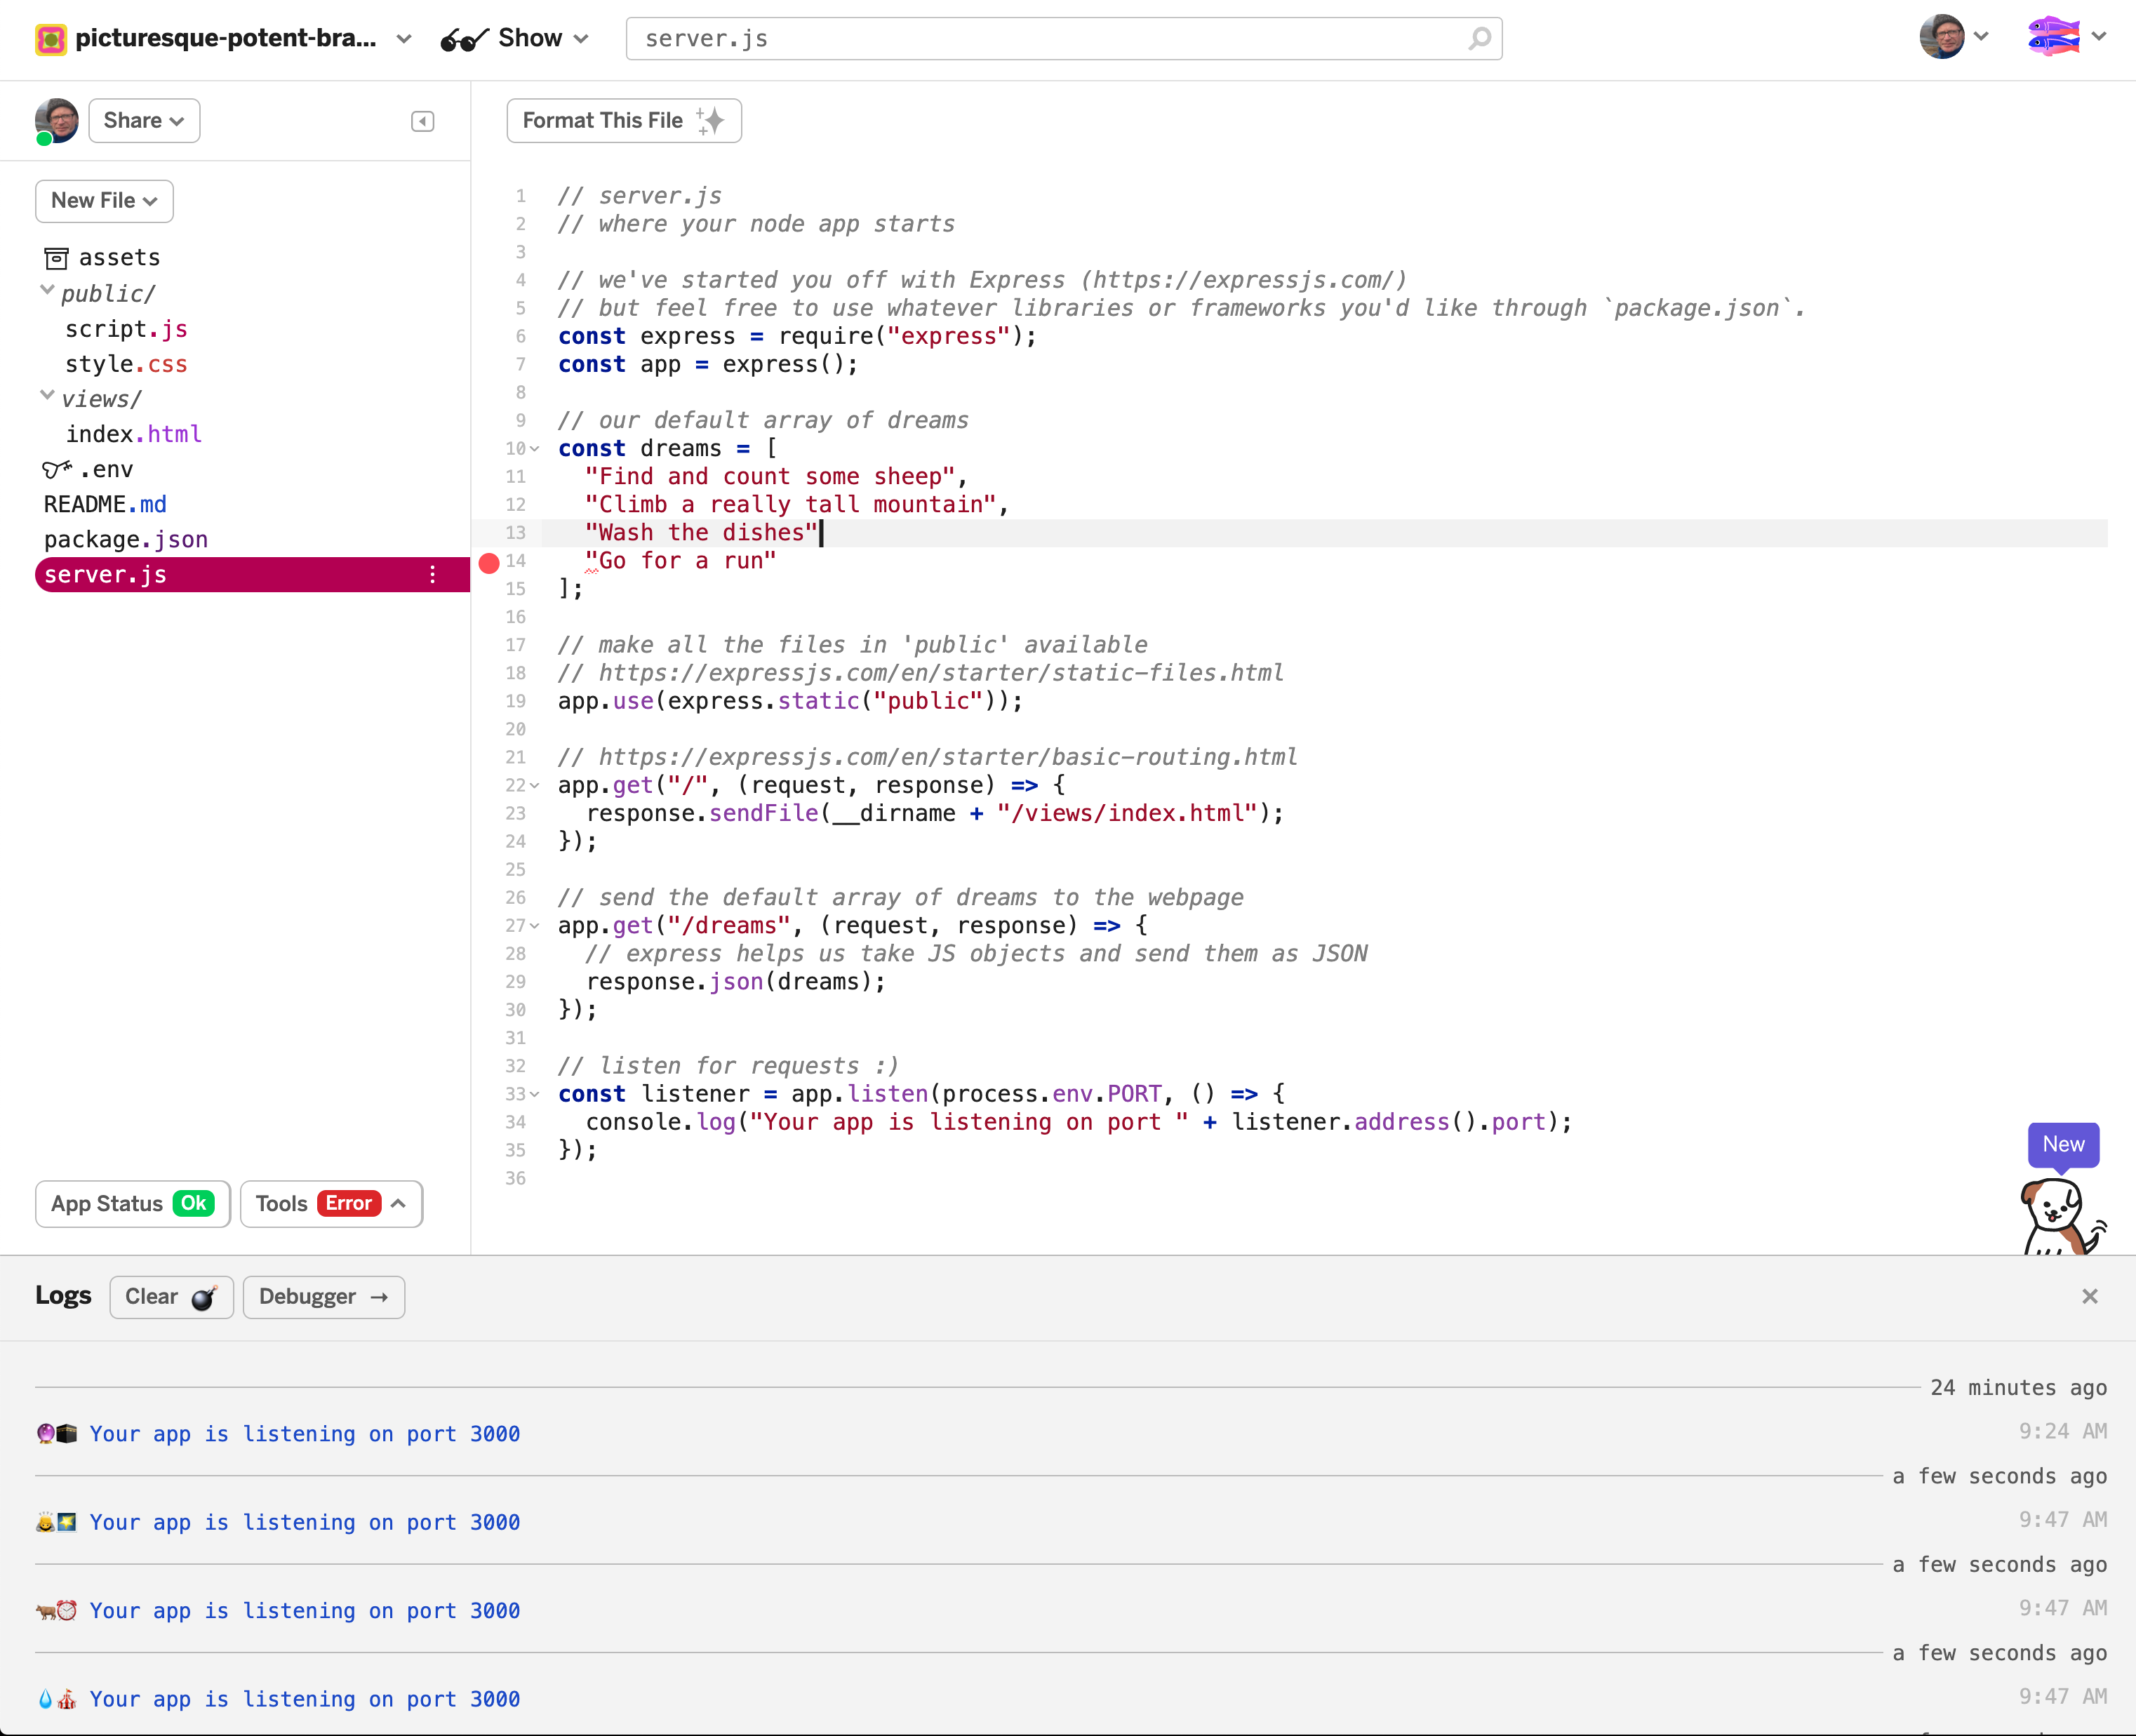 picturesque-potent-bra...
Show
server.js
Share
Format This File
New File
assets
public/
script.js
style.css
views/
index.html
.env
README.md
package.json
server.js
1 // server.js
2 // where your node app starts
3
4 // we've started you off with Express (https://expressjs.com/)
5 // but feel free to use whatever libraries or frameworks you'd like through `package.json`.
6 const express = require("express");
7 const app = express();
8
9 // our default array of dreams
10 const dreams = [
11   "Find and count some sheep",
12   "Climb a really tall mountain",
13   "Wash the dishes"
14   "Go for a run"
15 ];
16
17 // make all the files in 'public' available
18 // https://expressjs.com/en/starter/static-files.html
19 app.use(express.static("public"));
20
21 // https://expressjs.com/en/starter/basic-routing.html
22 app.get("/", (request, response) => {
23   response.sendFile(__dirname + "/views/index.html");
24 });
25
26 // send the default array of dreams to the webpage
27 app.get("/dreams", (request, response) => {
28   // express helps us take JS objects and send them as JSON
29   response.json(dreams);
30 });
31
32 // listen for requests :)
33 const listener = app.listen(process.env.PORT, () => {
34   console.log("Your app is listening on port " + listener.address().port);
35 });
36
New
App Status Ok
Tools Error
Logs
Clear
Debugger →
24 minutes ago
Your app is listening on port 3000 9:24 AM
a few seconds ago
Your app is listening on port 3000 9:47 AM
a few seconds ago
Your app is listening on port 3000 9:47 AM
a few seconds ago
Your app is listening on port 3000 9:47 AM